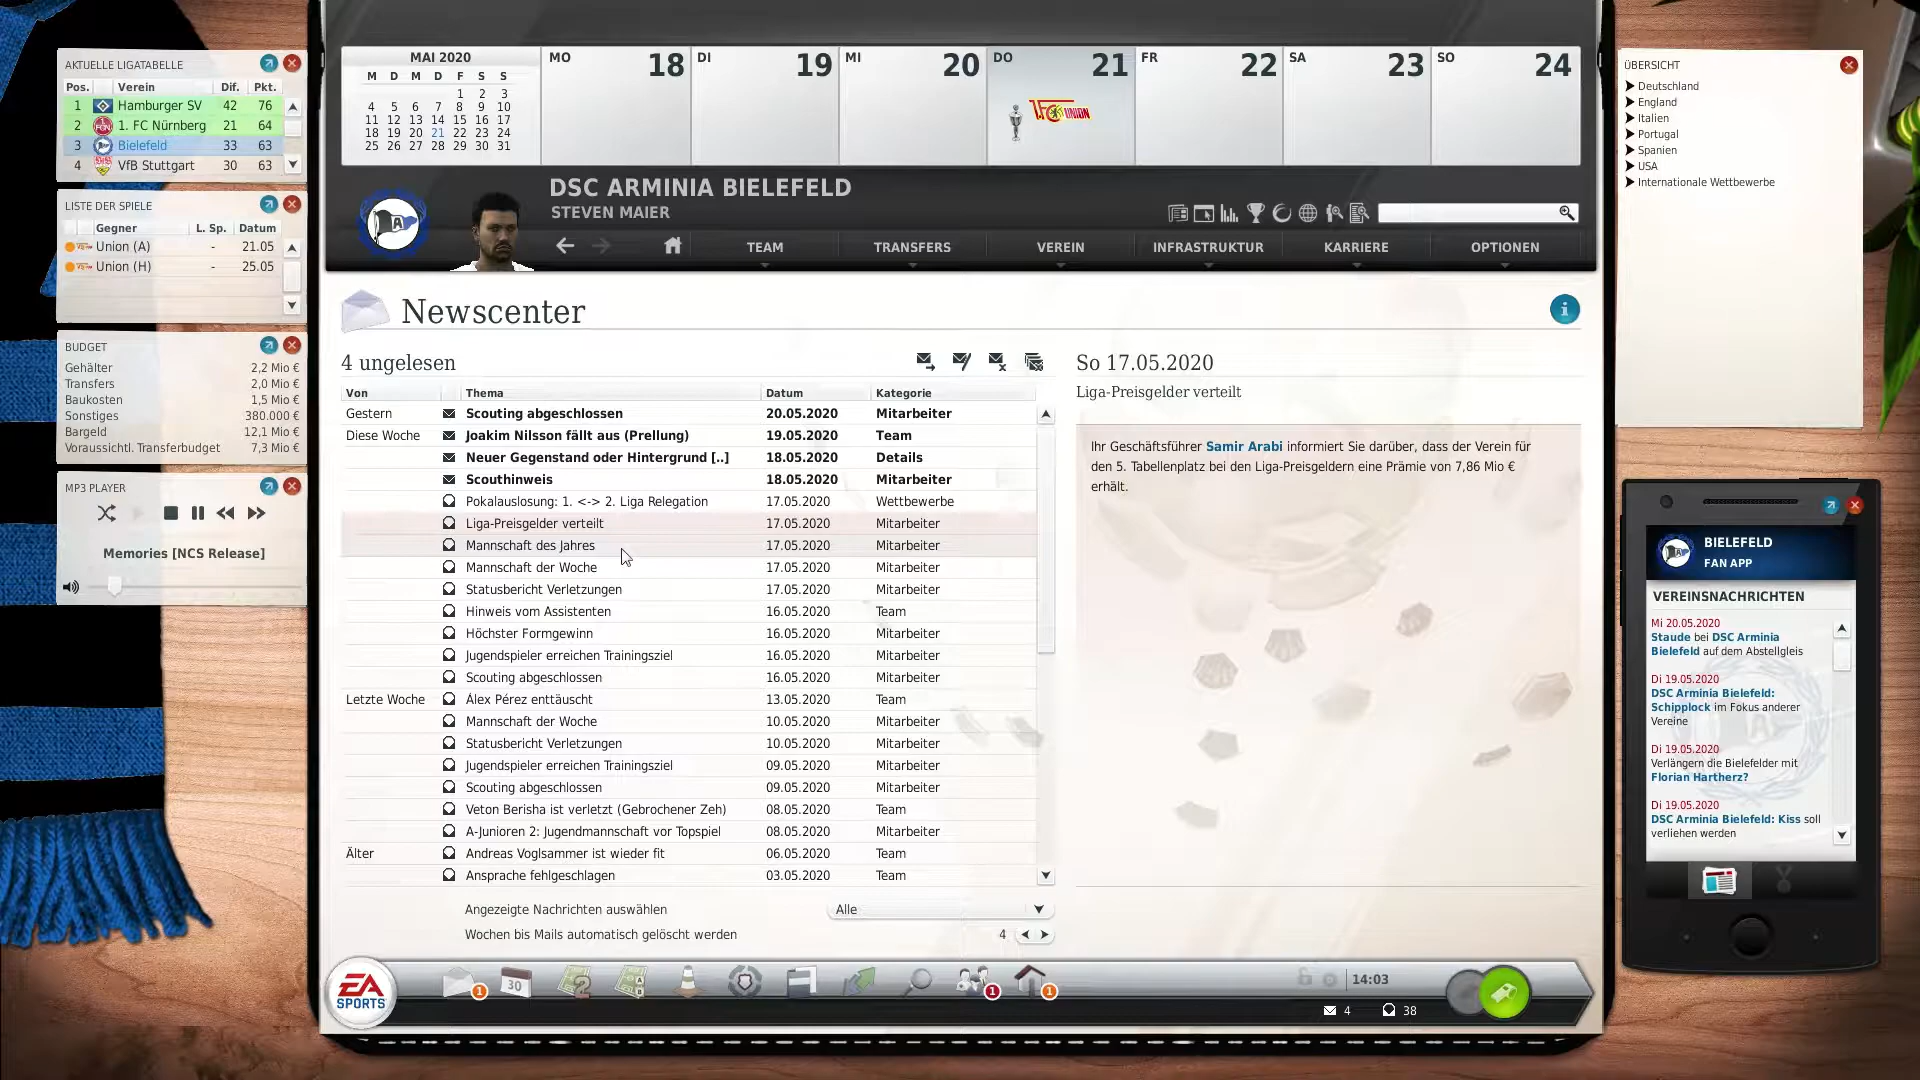 AKTUELLE LIGATABELLE
Pos. Verein Dif. Pkt.
1 Hamburger SV 42 76
2 1. FC Nürnberg 21 64
3 Bielefeld 33 63
4 VfB Stuttgart 30 63
LISTE DER SPIELE
Gegner L. Sp. Datum
Union (A) - 21.05
Union (H) - 25.05
BUDGET
Gehälter 2,2 Mio €
Transfers 2,0 Mio €
Baukosten 1,5 Mio €
Sonstiges 380.000 €
Bargeld 12,1 Mio €
Voraussichtl. Transferbudget 7,3 Mio €
MP3 PLAYER
Memories [NCS Release]
MAI 2020
M D M D F S S
1 2 3
4 5 6 7 8 9 10
11 12 13 14 15 16 17
18 19 20 21 22 23 24
25 26 27 28 29 30 31
MO 18
DI 19
MI 20
DO 21
UNION
FR 22
SA 23
SO 24
DSC ARMINIA BIELEFELD
STEVEN MAIER
TEAM TRANSFERS VEREIN INFRASTRUKTUR KARRIERE OPTIONEN
Newscenter
4 ungelesen
Von Thema Datum Kategorie
Gestern Scouting abgeschlossen 20.05.2020 Mitarbeiter
Diese Woche Joakim Nilsson fällt aus (Prellung) 19.05.2020 Team
Neuer Gegenstand oder Hintergrund [..] 18.05.2020 Details
Scouthinweis 18.05.2020 Mitarbeiter
Pokalauslosung: 1. <-> 2. Liga Relegation 17.05.2020 Wettbewerbe
Liga-Preisgelder verteilt 17.05.2020 Mitarbeiter
Mannschaft des Jahres 17.05.2020 Mitarbeiter
Mannschaft der Woche 17.05.2020 Mitarbeiter
Statusbericht Verletzungen 17.05.2020 Mitarbeiter
Hinweis vom Assistenten 16.05.2020 Team
Höchster Formgewinn 16.05.2020 Mitarbeiter
Jugendspieler erreichen Trainingsziel 16.05.2020 Mitarbeiter
Scouting abgeschlossen 16.05.2020 Mitarbeiter
Letzte Woche Álex Pérez enttäuscht 13.05.2020 Team
Mannschaft der Woche 10.05.2020 Mitarbeiter
Statusbericht Verletzungen 10.05.2020 Mitarbeiter
Jugendspieler erreichen Trainingsziel 09.05.2020 Mitarbeiter
Scouting abgeschlossen 09.05.2020 Mitarbeiter
Veton Berisha ist verletzt (Gebrochener Zeh) 08.05.2020 Team
A-Junioren 2: Jugendmannschaft vor Topspiel 08.05.2020 Mitarbeiter
Älter Andreas Voglsammer ist wieder fit 06.05.2020 Team
Ansprache fehlgeschlagen 03.05.2020 Team
Angezeigte Nachrichten auswählen Alle
Wochen bis Mails automatisch gelöscht werden 4
So 17.05.2020
Liga-Preisgelder verteilt
Ihr Geschäftsführer Samir Arabi informiert Sie darüber, dass der Verein für
den 5. Tabellenplatz bei den Liga-Preisgeldern eine Prämie von 7,86 Mio €
erhält.
EA
SPORTS
1 30 2 1 1
14:03
4 38
ÜBERSICHT
Deutschland
England
Italien
Portugal
Spanien
USA
Internationale Wettbewerbe
BIELEFELD
FAN APP
VEREINSNACHRICHTEN
Mi 20.05.2020
Staude bei DSC Arminia
Bielefeld auf dem Abstellgleis
Di 19.05.2020
DSC Arminia Bielefeld:
Schipplock im Fokus anderer
Vereine
Di 19.05.2020
Verlängern die Bielefelder mit
Florian Hartherz?
Di 19.05.2020
DSC Arminia Bielefeld: Kiss soll
verliehen werden